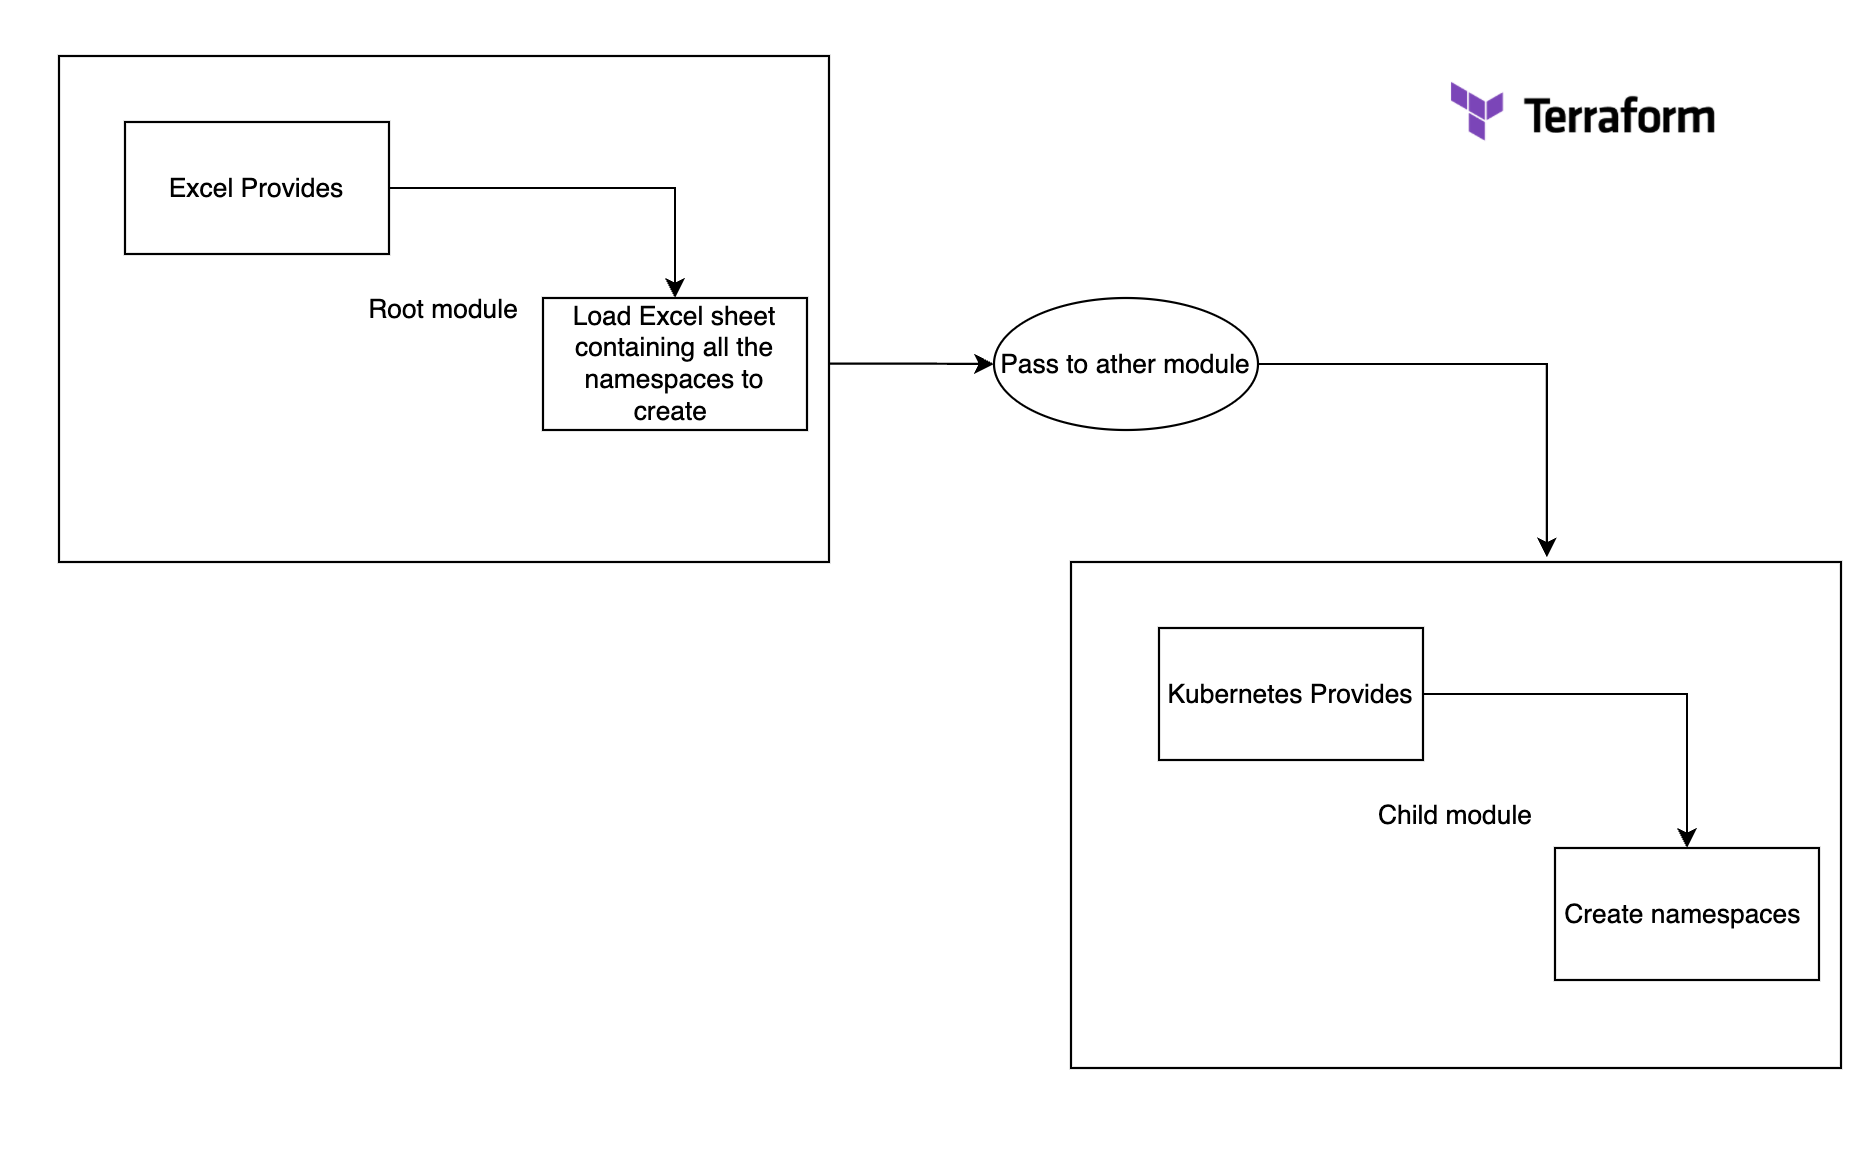 Terraform
Excel Provides
Root module
Load Excel sheet
containing all the
namespaces to
create
Pass to ather module
Kubernetes Provides
Child module
Create namespaces